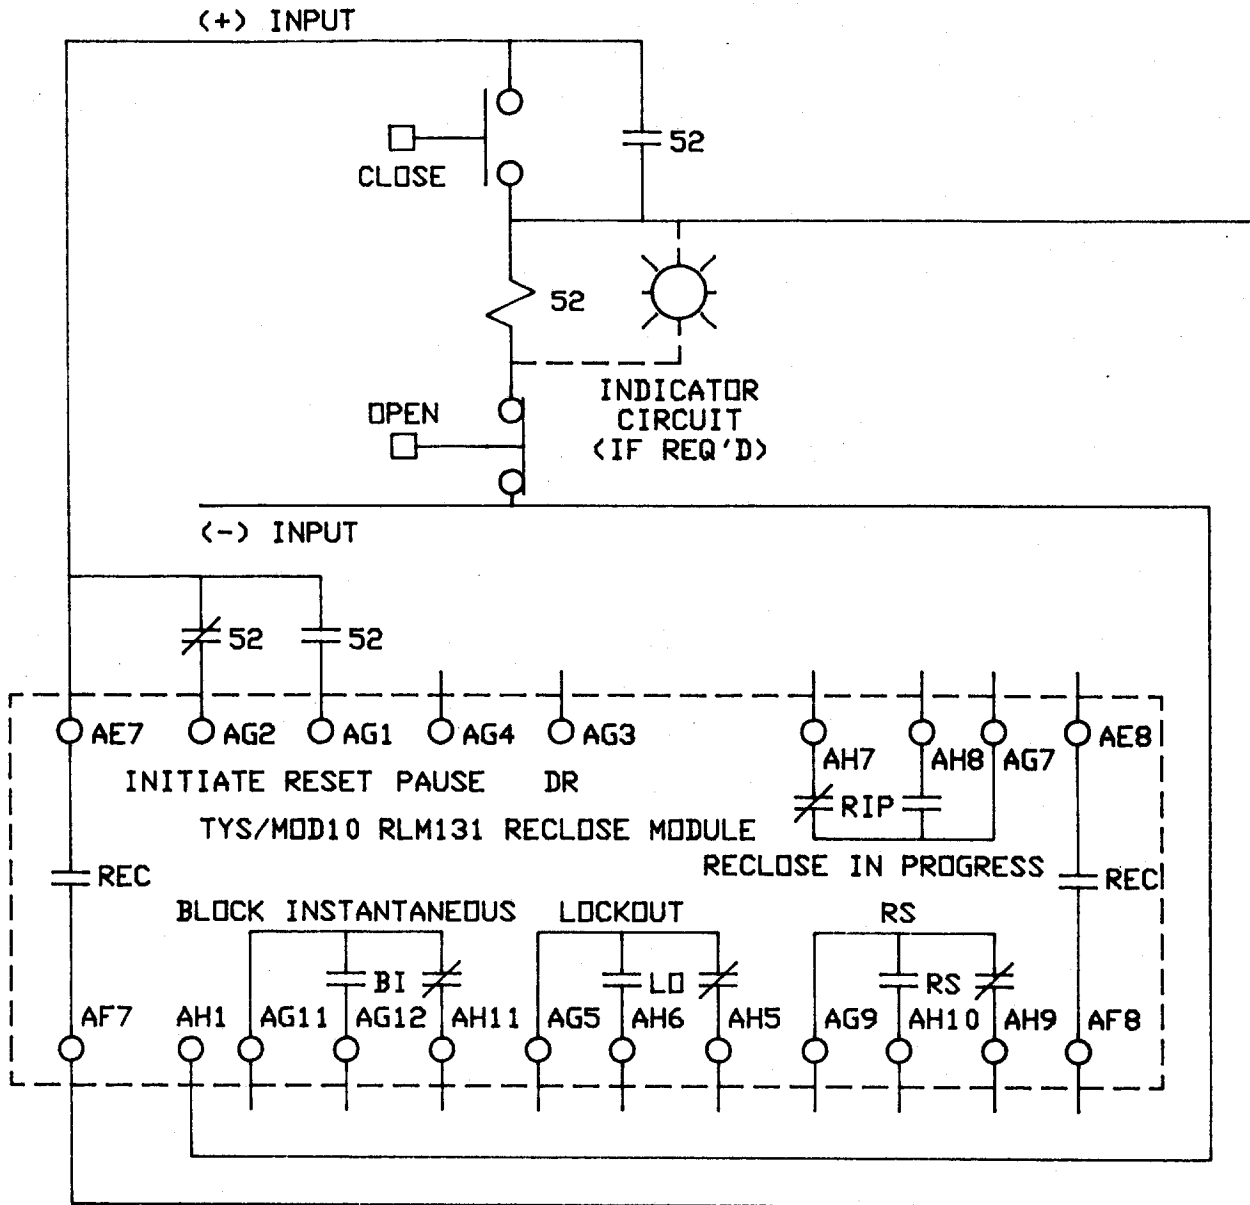 (+) INPUT
52
CLOSE
52
INDICATOR
CIRCUIT
(IF REQ'D)
OPEN
(-) INPUT
52 52
AE7 AG2 AG1 AG4 AG3 AH7 AH8 AG7 AE8
INITIATE RESET PAUSE DR
RIP
TYS/MOD10 RLM131 RECLOSE MODULE
RECLOSE IN PROGRESS
REC REC
BLOCK INSTANTANEOUS LOCKOUT RS
BI LO RS
AF7 AH1 AG11 AG12 AH11 AG5 AH6 AH5 AG9 AH10 AH9 AF8